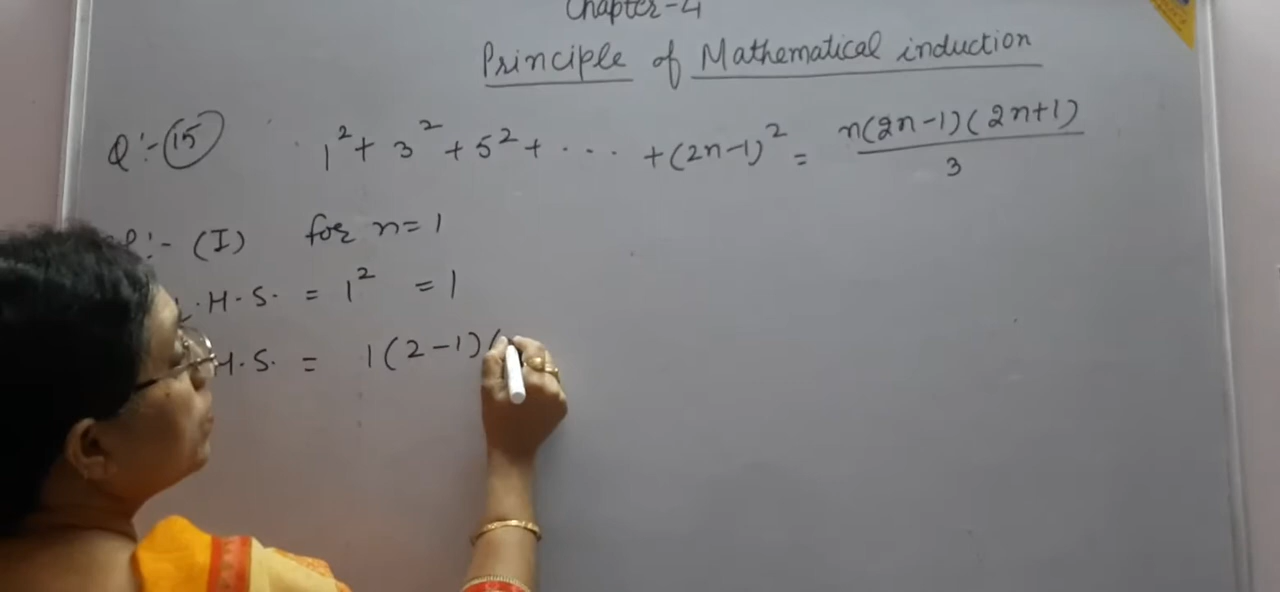 Chapter-4
Principle of Mathematical induction
Q:- (15) 1² + 3² + 5² + ... + (2n-1)² = n(2n-1)(2n+1) / 3
:- (I) for n=1
.H.S. = 1² = 1
H.S. = 1(2-1)(